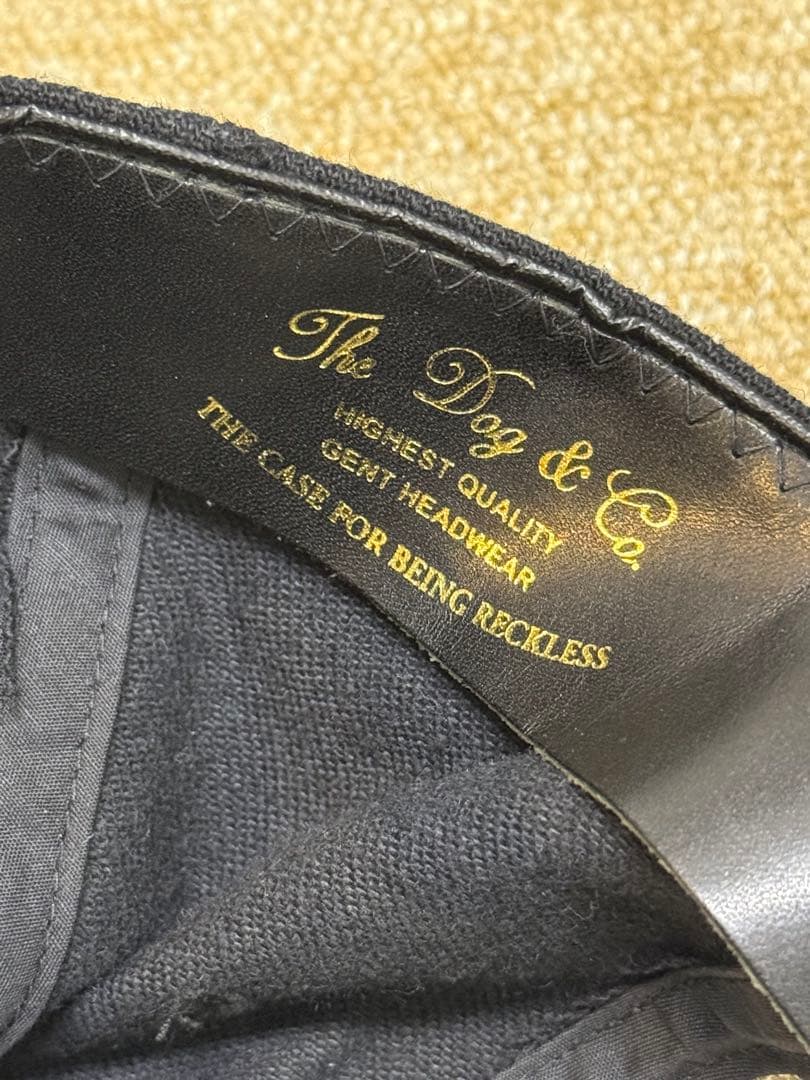 The Dog & Co.
HIGHEST QUALITY
GENT HEADWEAR
THE CASE FOR BEING RECKLESS